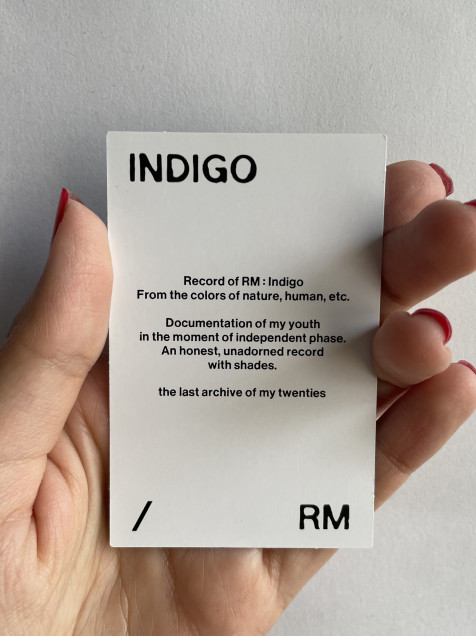 INDIGO
Record of RM : Indigo
From the colors of nature, human, etc.
Documentation of my youth
in the moment of independent phase.
An honest, unadorned record
with shades.
the last archive of my twenties
/ RM